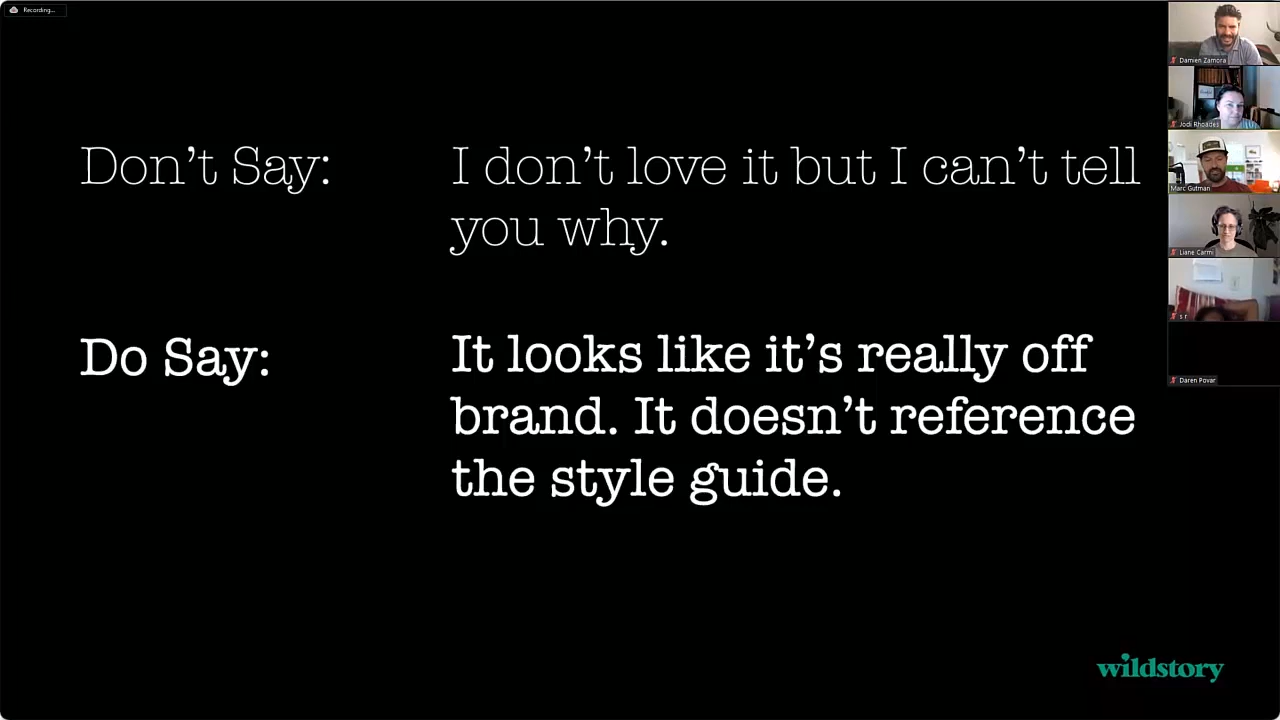 Recording...
Don't Say:
I don't love it but I can't tell
you why.
Do Say:
It looks like it's really off
brand. It doesn't reference
the style guide.
wildstory
Damien Zamora
Jodi Rhoades
Marc Gutman
Liane Carmi
s r
Daren Povar